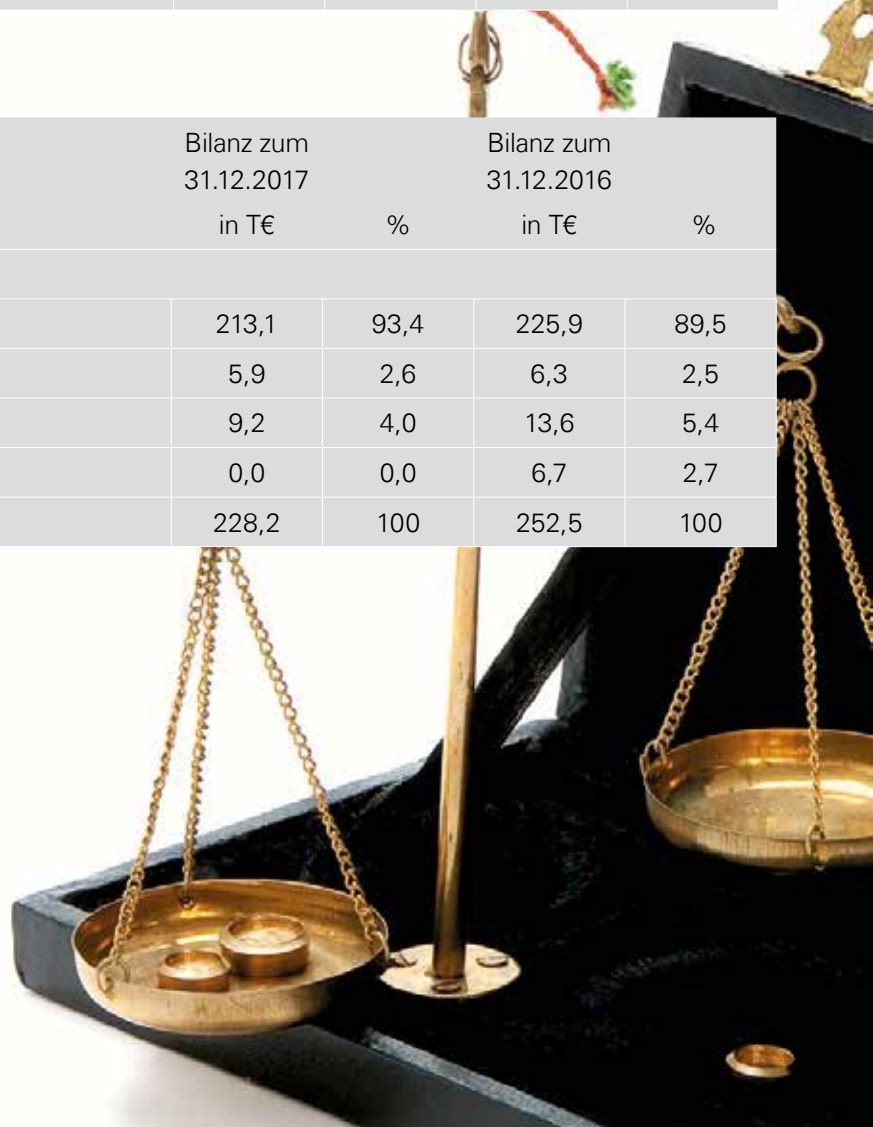 Bilanz zum Bilanz zum
31.12.2017 31.12.2016
in T€ % in T€ %
213,1 93,4 225,9 89,5
5,9 2,6 6,3 2,5
9,2 4,0 13,6 5,4
0,0 0,0 6,7 2,7
228,2 100 252,5 100